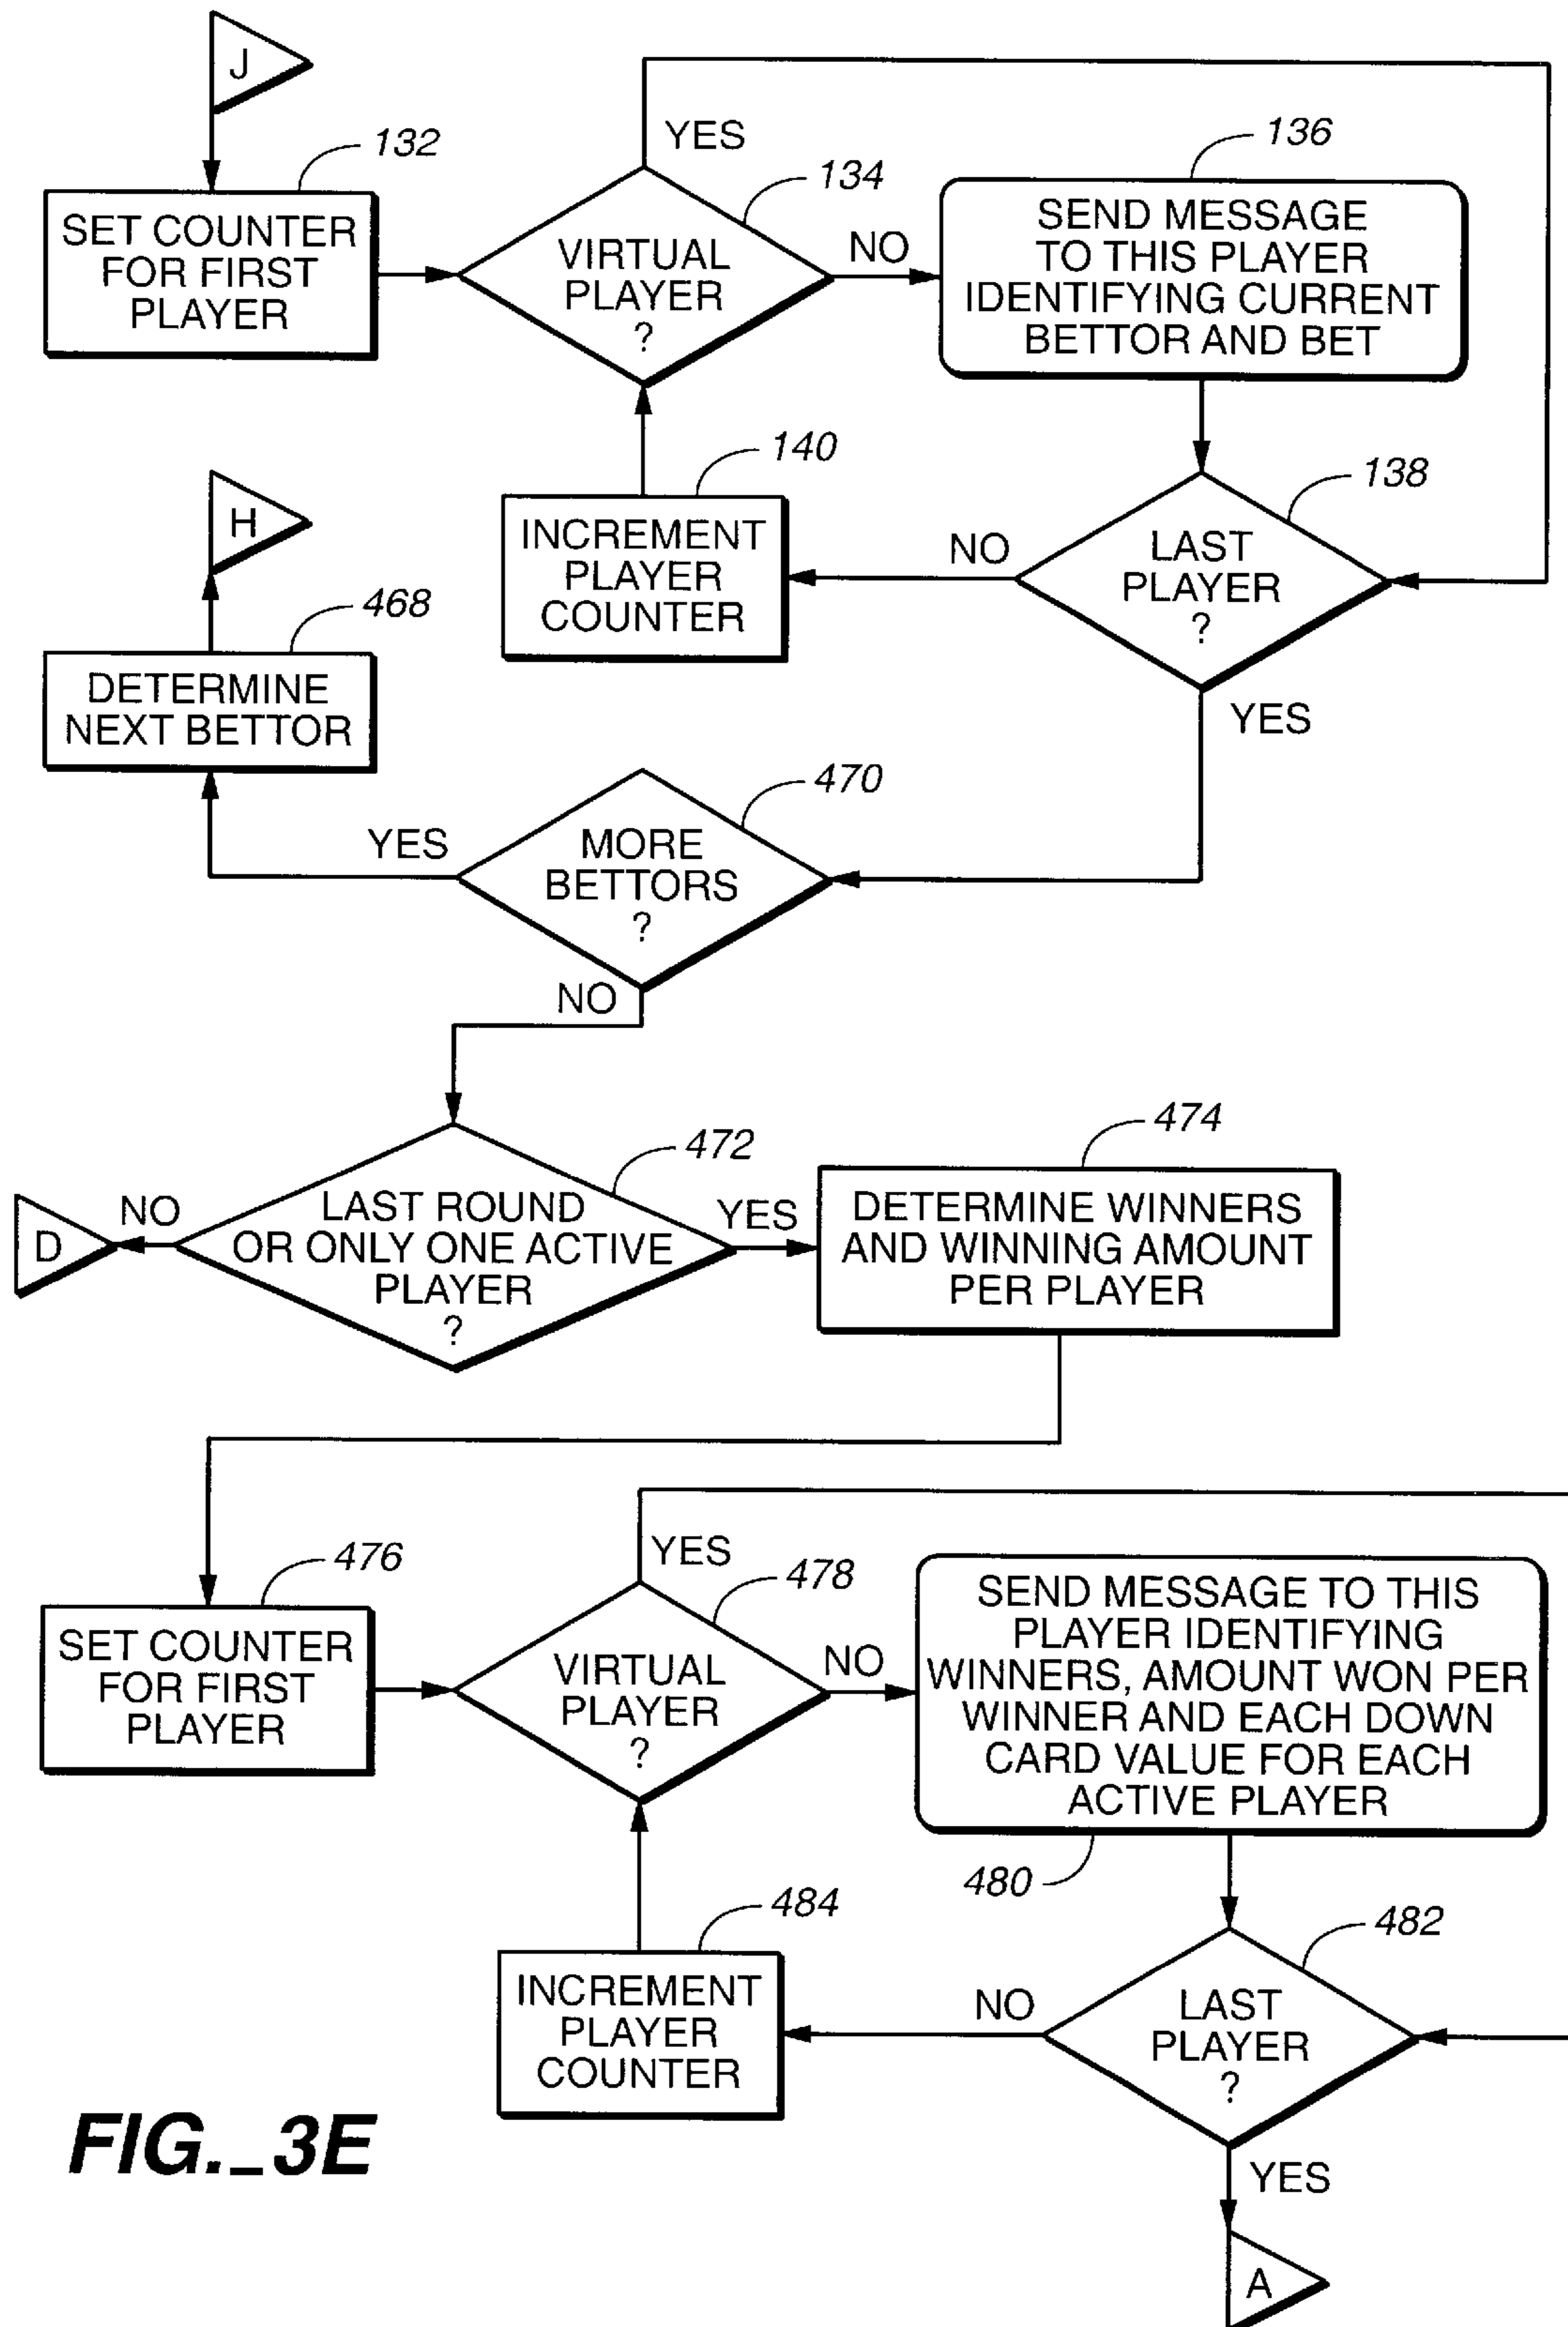 J
132
SET COUNTER
FOR FIRST
PLAYER
YES
134
VIRTUAL
PLAYER
?
NO
136
SEND MESSAGE
TO THIS PLAYER
IDENTIFYING CURRENT
BETTOR AND BET
138
LAST
PLAYER
?
NO
140
INCREMENT
PLAYER
COUNTER
YES
H
468
DETERMINE
NEXT BETTOR
470
YES
MORE
BETTORS
?
NO
472
LAST ROUND
OR ONLY ONE ACTIVE
PLAYER
?
NO
D
YES
474
DETERMINE WINNERS
AND WINNING AMOUNT
PER PLAYER
476
SET COUNTER
FOR FIRST
PLAYER
YES
478
VIRTUAL
PLAYER
?
NO
SEND MESSAGE TO THIS
PLAYER IDENTIFYING
WINNERS, AMOUNT WON PER
WINNER AND EACH DOWN
CARD VALUE FOR EACH
ACTIVE PLAYER
480
482
LAST
PLAYER
?
NO
484
INCREMENT
PLAYER
COUNTER
YES
A
FIG._3E